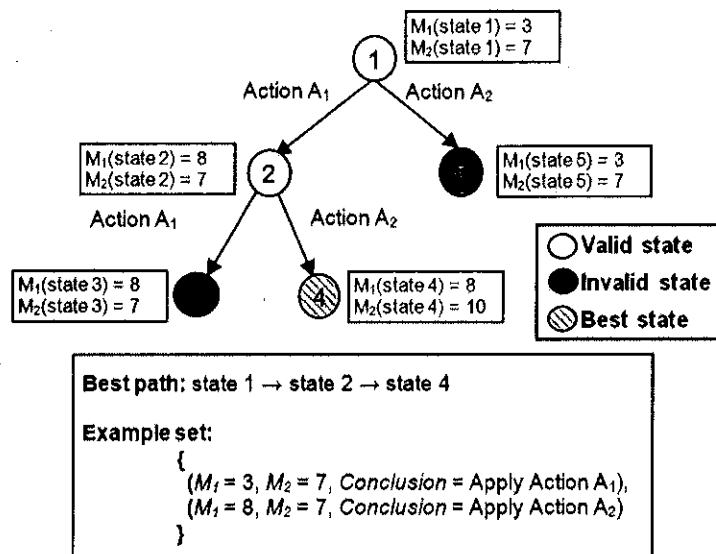 M₁(state 1) = 3
M₂(state 1) = 7
1
Action A₁
Action A₂
M₁(state 2) = 8
M₂(state 2) = 7
2
M₁(state 5) = 3
M₂(state 5) = 7
Action A₁
Action A₂
M₁(state 3) = 8
M₂(state 3) = 7
4
M₁(state 4) = 8
M₂(state 4) = 10
Valid state
Invalid state
Best state
Best path: state 1 → state 2 → state 4
Example set:
{
(M₁ = 3, M₂ = 7, Conclusion = Apply Action A₁),
(M₁ = 8, M₂ = 7, Conclusion = Apply Action A₂)
}